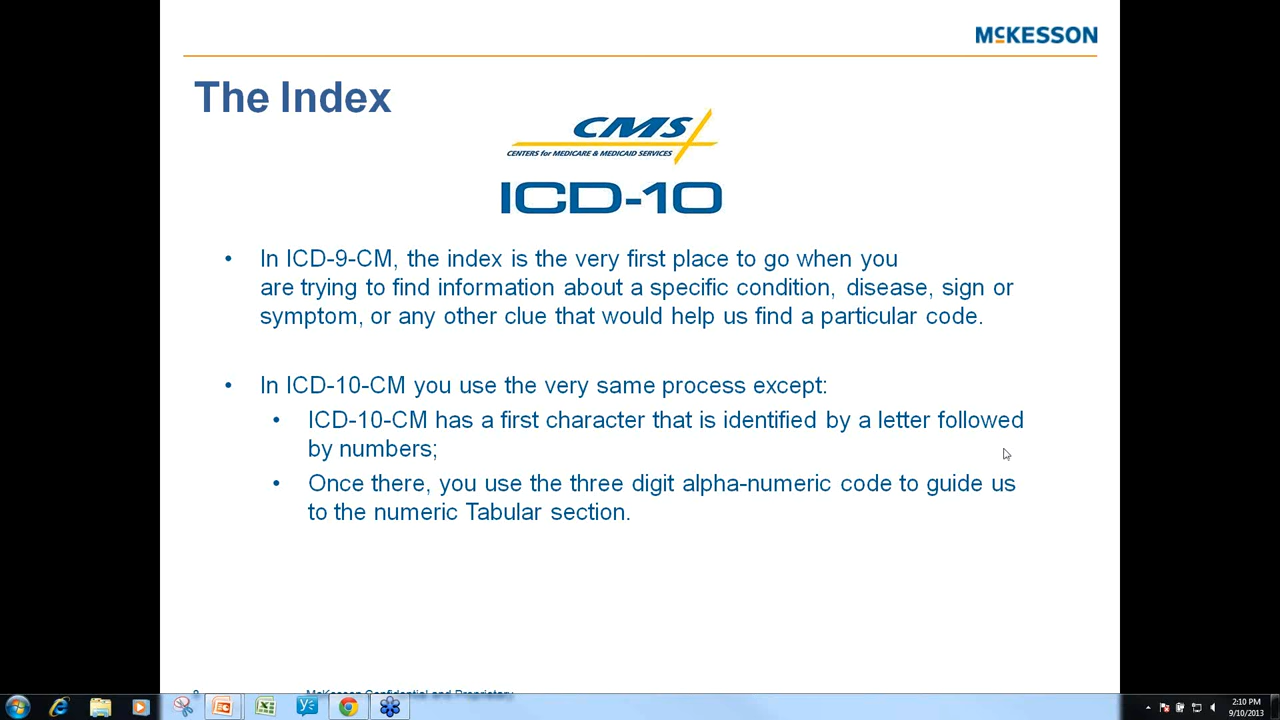 McKESSON
The Index
CMS
CENTERS for MEDICARE & MEDICAID SERVICES
ICD-10
• In ICD-9-CM, the index is the very first place to go when you
are trying to find information about a specific condition, disease, sign or
symptom, or any other clue that would help us find a particular code.
• In ICD-10-CM you use the very same process except:
• ICD-10-CM has a first character that is identified by a letter followed
by numbers;
• Once there, you use the three digit alpha-numeric code to guide us
to the numeric Tabular section.
McKesson Confidential and Proprietary
2:10 PM
9/10/2013